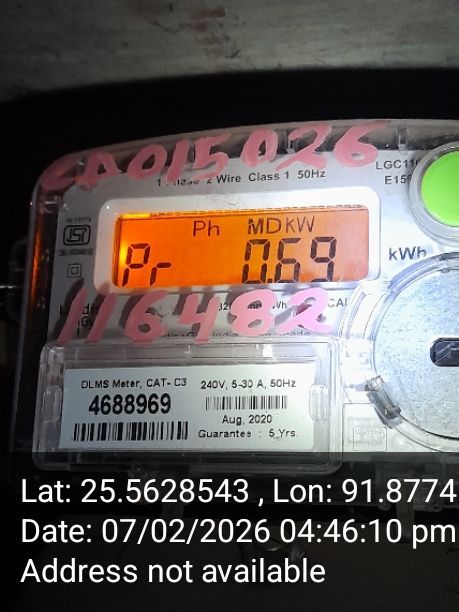 CA015026
LGC11
1 Phase 2 Wire Class 1 50Hz
E15
Ph MDkW
Pr 0.69
kWh
116482
DLMS Meter, CAT- C3
240V, 5-30 A, 50Hz
4688969
Aug, 2020
Guarantee : 5 Yrs.
Lat: 25.5628543 , Lon: 91.8774
Date: 07/02/2026 04:46:10 pm
Address not available